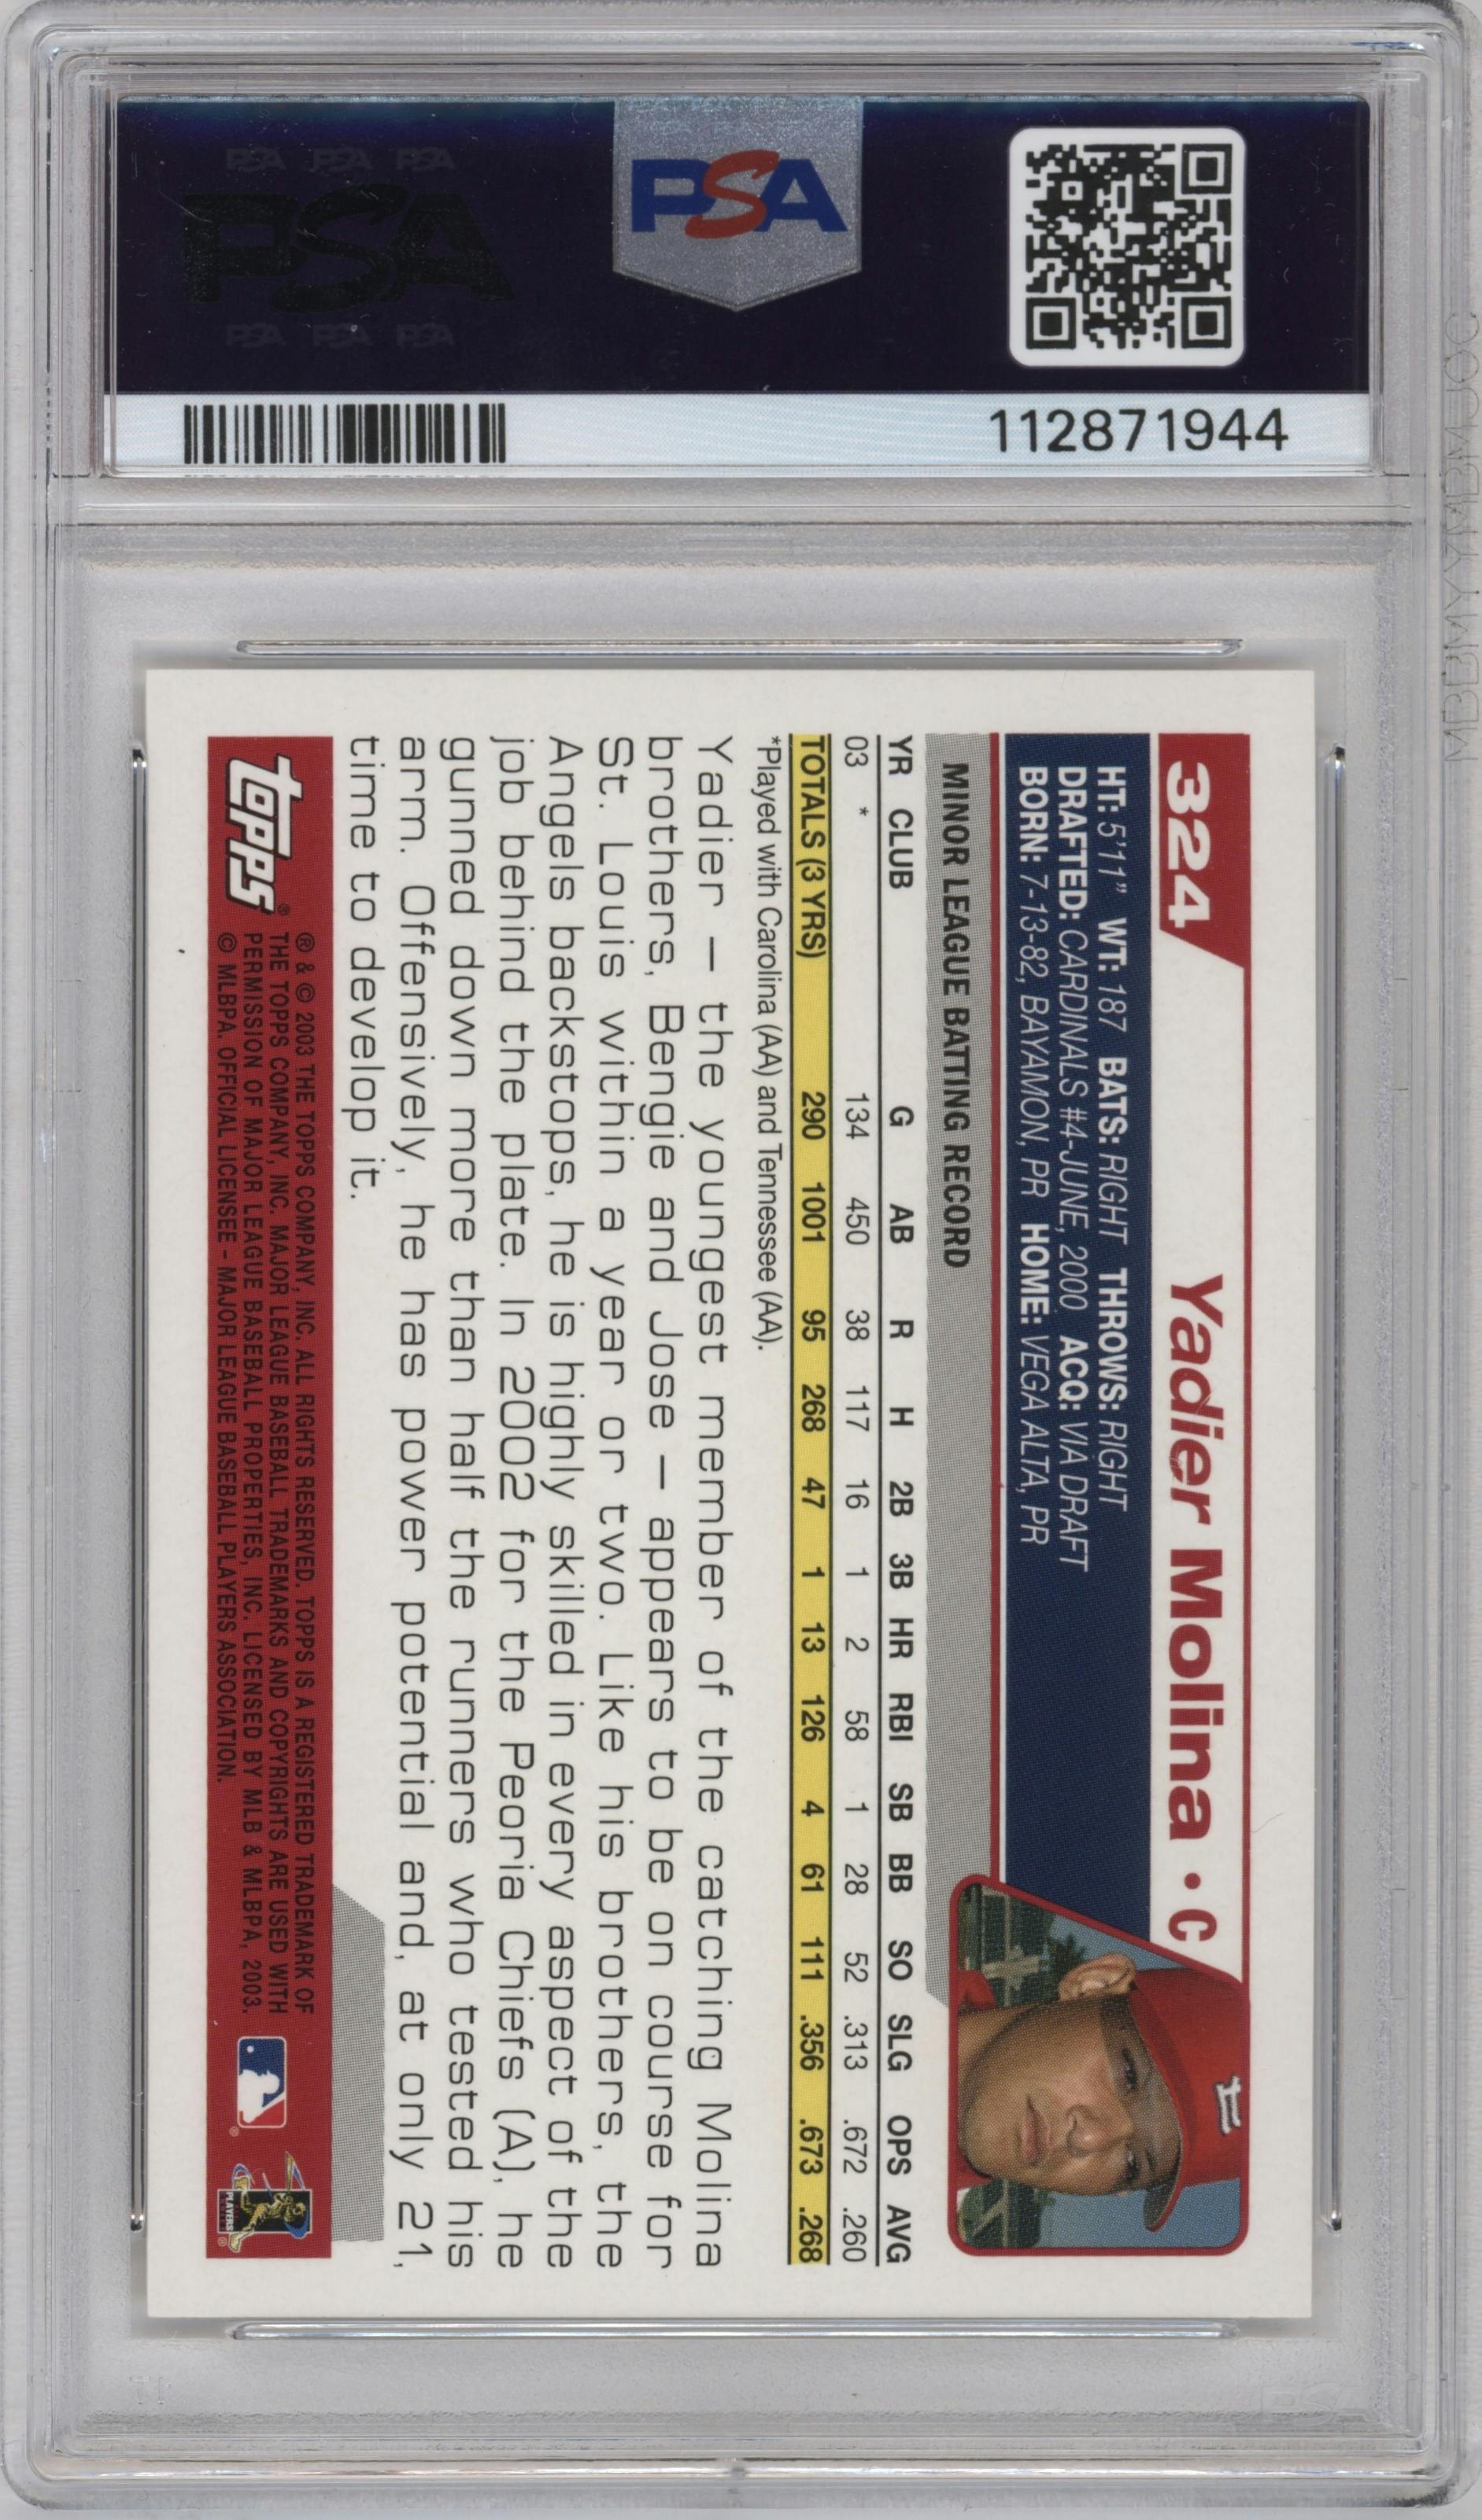 PSA PSA PSA
PSA
PSA PSA PSA
PSA
112871944
324
Yadier Molina • C
HT: 5'11" WT: 187 BATS: RIGHT THROWS: RIGHT
DRAFTED: CARDINALS #4-JUNE, 2000 ACQ: VIA DRAFT
BORN: 7-13-82, BAYAMON, PR HOME: VEGA ALTA, PR
MINOR LEAGUE BATTING RECORD
YR CLUB G AB R H 2B 3B HR RBI SB BB SO SLG OPS AVG
03 * 134 450 38 117 16 1 2 58 1 28 52 .313 .672 .260
TOTALS (3 YRS) 290 1001 95 268 47 1 13 126 4 61 111 .356 .673 .268
*Played with Carolina (AA) and Tennessee (AA).
Yadier — the youngest member of the catching Molina
brothers, Bengie and Jose — appears to be on course for
St. Louis within a year or two. Like his brothers, the
Angels backstops, he is highly skilled in every aspect of the
job behind the plate. In 2002 for the Peoria Chiefs (A), he
gunned down more than half the runners who tested his
arm. Offensively, he has power potential and, at only 21,
time to develop it.
topps®
® & © 2003 THE TOPPS COMPANY, INC. ALL RIGHTS RESERVED. TOPPS IS A REGISTERED TRADEMARK OF
THE TOPPS COMPANY, INC. MAJOR LEAGUE BASEBALL TRADEMARKS AND COPYRIGHTS ARE USED WITH
PERMISSION OF MAJOR LEAGUE BASEBALL PROPERTIES, INC. LICENSED BY MLB & MLBPA, 2003.
© MLBPA. OFFICIAL LICENSEE - MAJOR LEAGUE BASEBALL PLAYERS ASSOCIATION.
PLAYERS